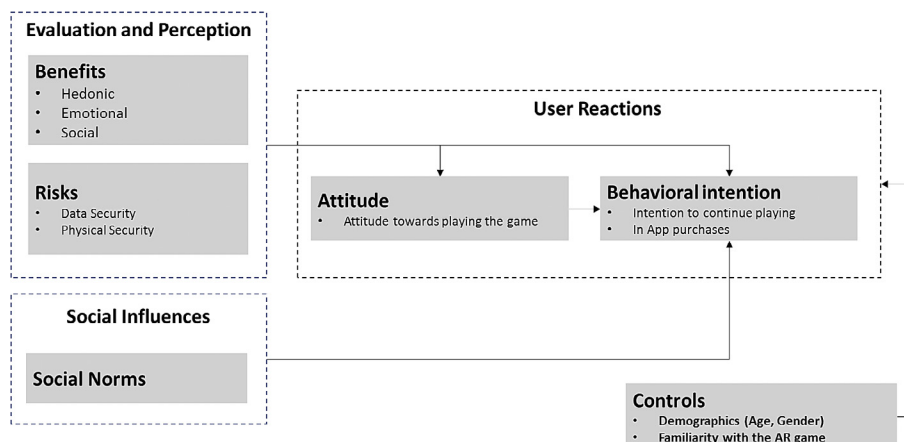 Evaluation and Perception
Benefits
• Hedonic
• Emotional
• Social
Risks
• Data Security
• Physical Security
Social Influences
Social Norms
User Reactions
Attitude
• Attitude towards playing the game
Behavioral intention
• Intention to continue playing
• In App purchases
Controls
• Demographics (Age, Gender)
• Familiarity with the AR game